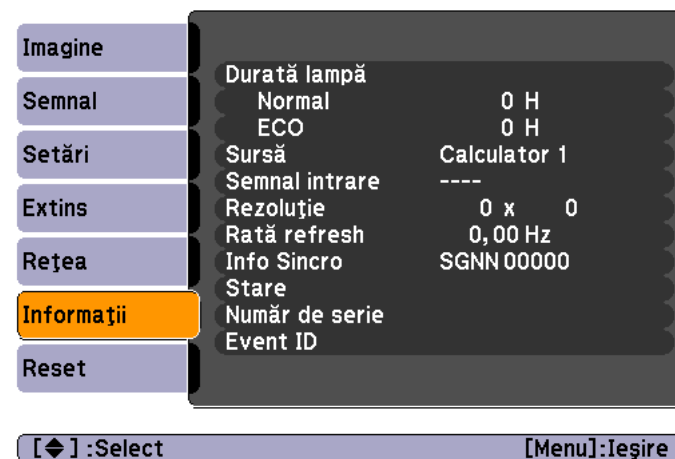 Imagine
Semnal
Setări
Extins
Reţea
Informaţii
Reset
Durată lampă
Normal 0 H
ECO 0 H
Sursă Calculator 1
Semnal intrare ----
Rezoluţie 0 x 0
Rată refresh 0,00 Hz
Info Sincro SGNN 00000
Stare
Număr de serie
Event ID
[◆] :Select [Menu]:Ieşire